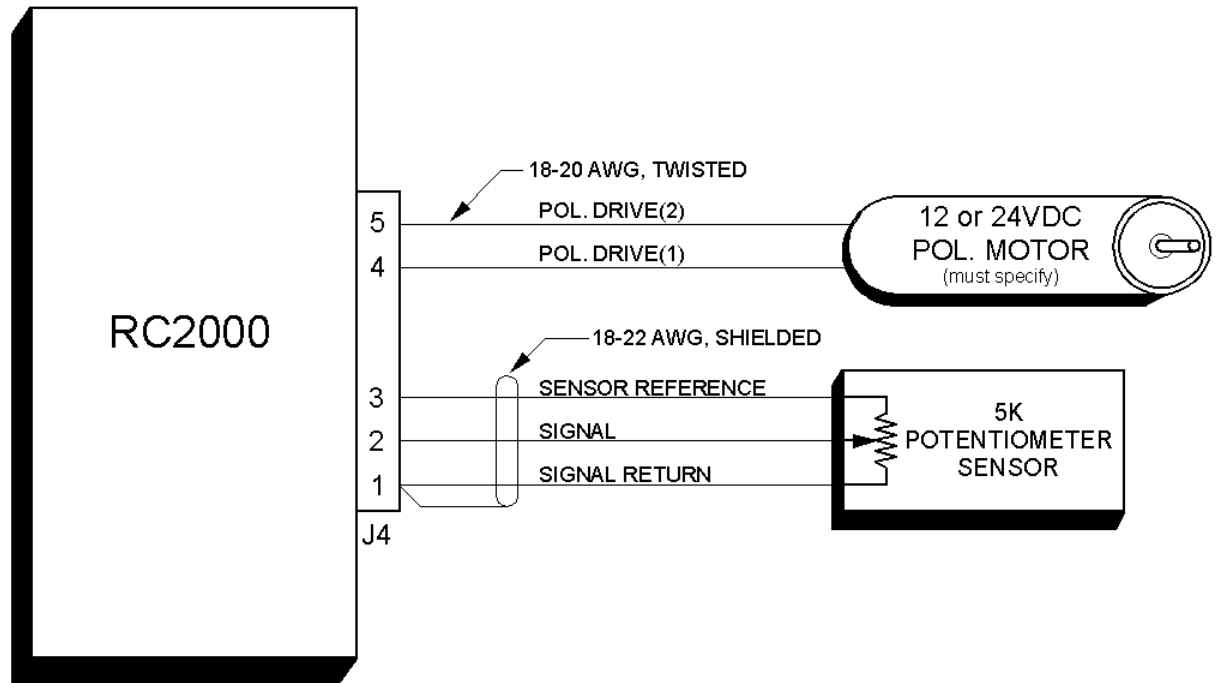 18-20 AWG, TWISTED
5
POL. DRIVE(2)
4
POL. DRIVE(1)
12 or 24VDC
POL. MOTOR
(must specify)
RC2000
18-22 AWG, SHIELDED
3
SENSOR REFERENCE
2
SIGNAL
1
SIGNAL RETURN
5K
POTENTIOMETER
SENSOR
J4